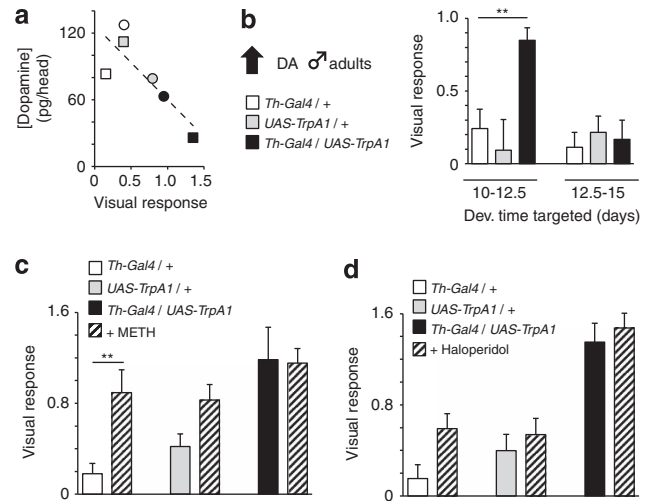 a
[Dopamine]
(pg/head)
120
60
0
0
0.5
1.0
1.5
Visual response
b
DA ♂ adults
Th-Gal4 / +
UAS-TrpA1 / +
Th-Gal4 / UAS-TrpA1
Visual response
1.0
0.5
0
**
10-12.5
12.5-15
Dev. time targeted (days)
c
Th-Gal4 / +
UAS-TrpA1 / +
Th-Gal4 / UAS-TrpA1
+ METH
Visual response
1.6
0.8
0
**
d
Th-Gal4 / +
UAS-TrpA1 / +
Th-Gal4 / UAS-TrpA1
+ Haloperidol
Visual response
1.6
0.8
0